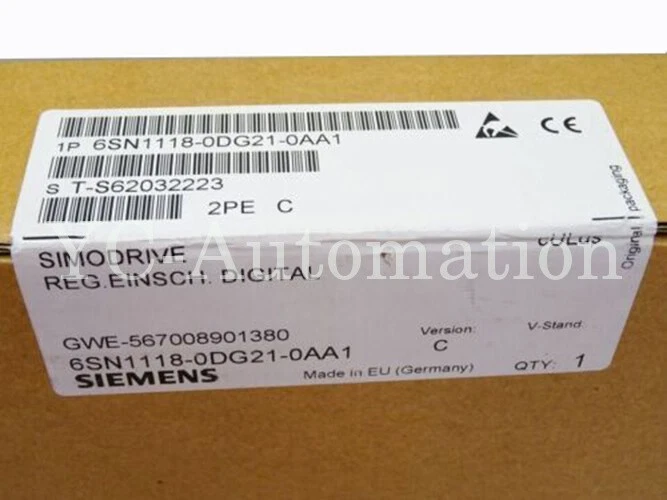 1P 6SN1118-0DG21-0AA1
S T-S62032223
2PE C
CE
cULus
Original packaging
YC-Automation
SIMODRIVE
REG.EINSCH. DIGITAL
GWE-567008901380
6SN1118-0DG21-0AA1
SIEMENS
Version:
C
V-Stand:
Made in EU (Germany)
QTY: 1